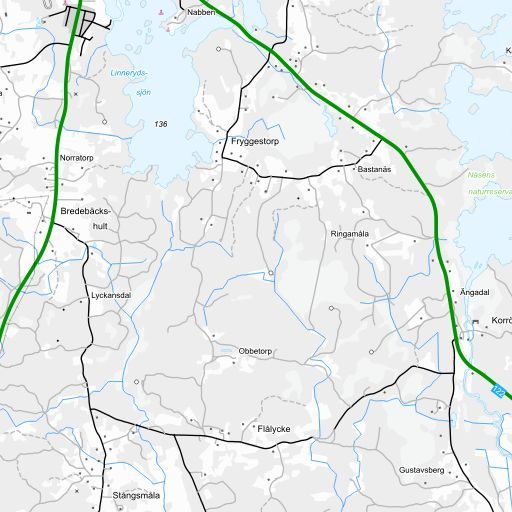 Nabben
Linneryds-
sjön
136
Fryggestorp
Norratorp
Bastanäs
Näsens
naturreserva
Bredebäcks-
hult
Ringamåla
Lyckansdal
Ängadal
Korrö
Obbetorp
122
Flålycke
Gustavsberg
Stångsmåla